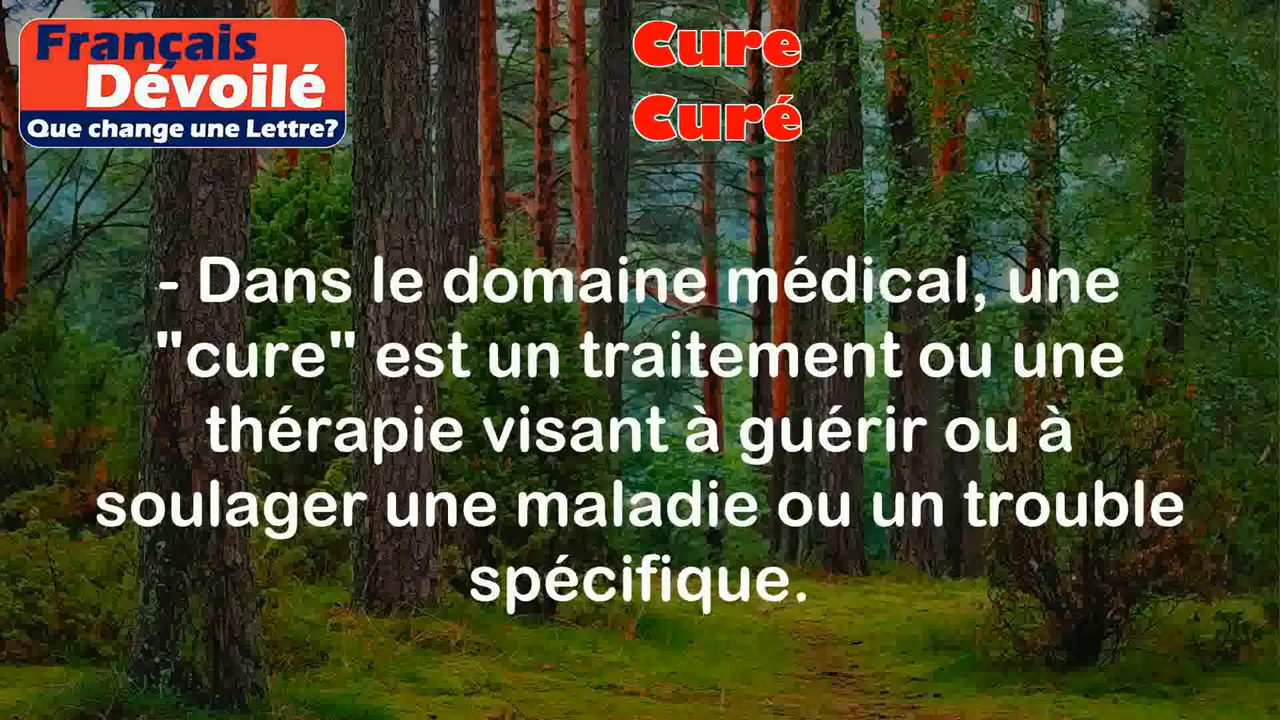 Français
Dévoilé
Que change une Lettre?
Cure
Curé
- Dans le domaine médical, une
"cure" est un traitement ou une
thérapie visant à guérir ou à
soulager une maladie ou un trouble
spécifique.